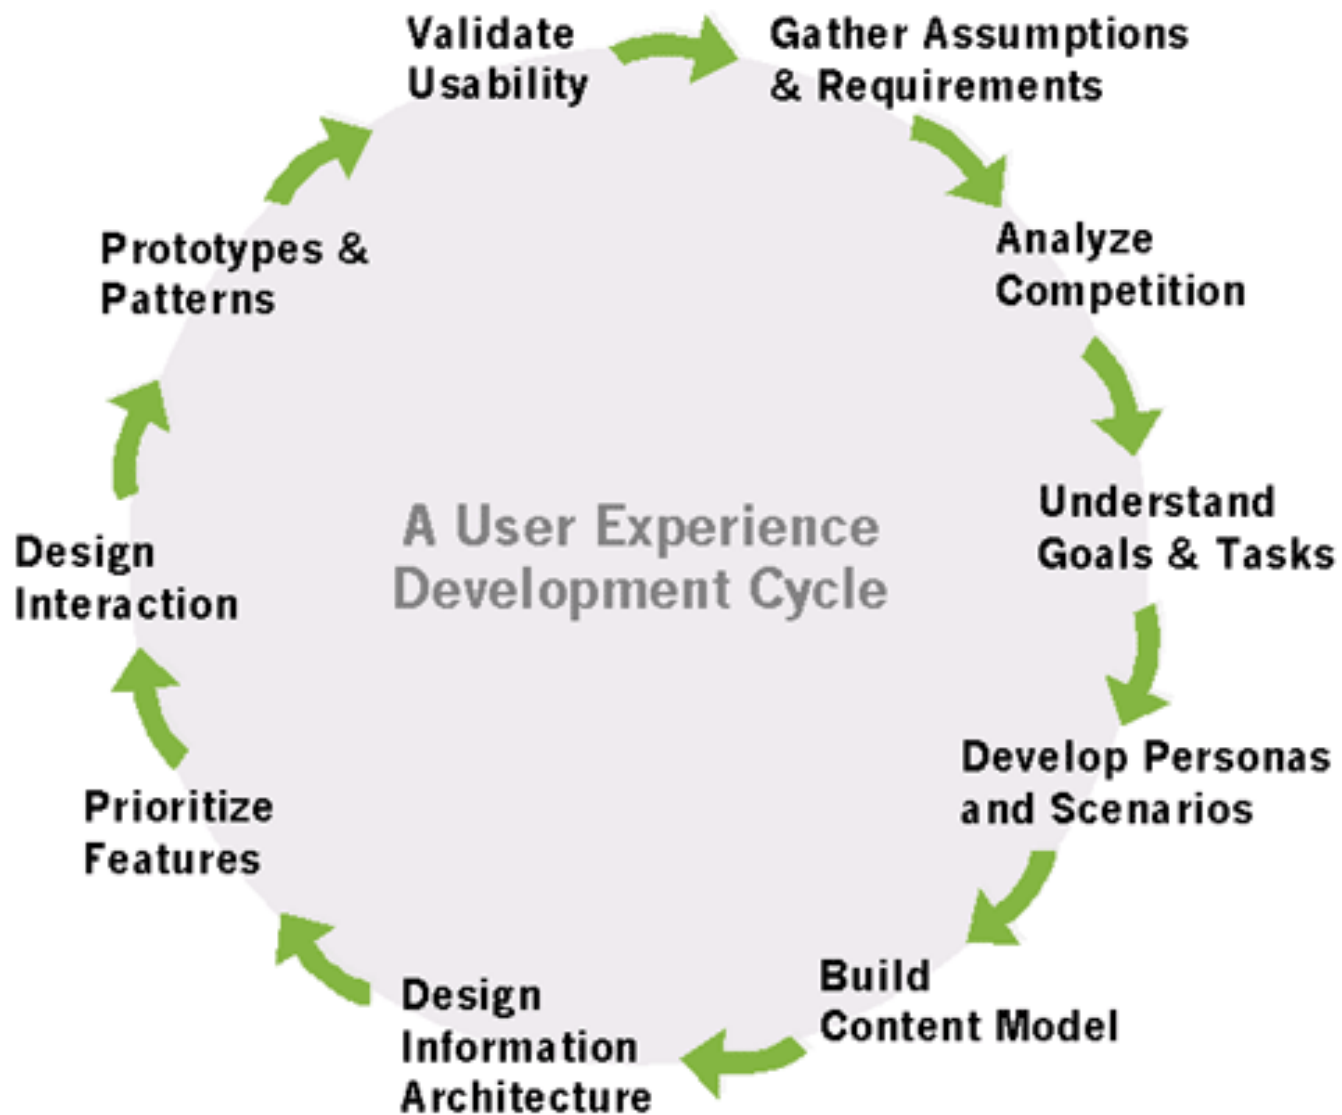 Validate
Usability
Gather Assumptions
& Requirements
Analyze
Competition
Understand
Goals & Tasks
Develop Personas
and Scenarios
Build
Content Model
Design
Information
Architecture
Prioritize
Features
Design
Interaction
Prototypes &
Patterns
A User Experience
Development Cycle